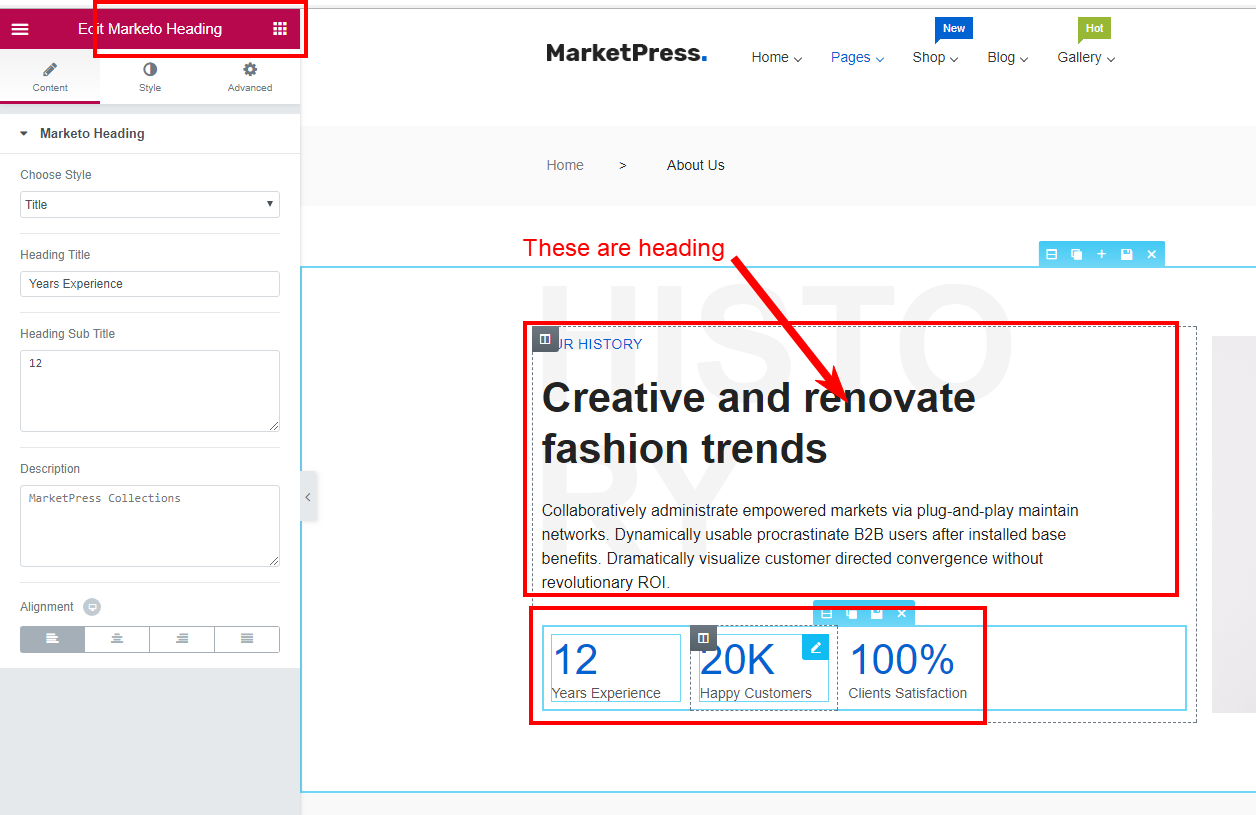 Edit Marketo Heading
Content
Style
Advanced
Marketo Heading
Choose Style
Title
Heading Title
Years Experience
Heading Sub Title
12
Description
MarketPress Collections
Alignment
New
Hot
MarketPress.
Home
Pages
Shop
Blog
Gallery
Home > About Us
These are heading
HISTO
RY
UR HISTORY
Creative and renovate
fashion trends
Collaboratively administrate empowered markets via plug-and-play maintain
networks. Dynamically usable procrastinate B2B users after installed base
benefits. Dramatically visualize customer directed convergence without
revolutionary ROI.
12
Years Experience
20K
Happy Customers
100%
Clients Satisfaction